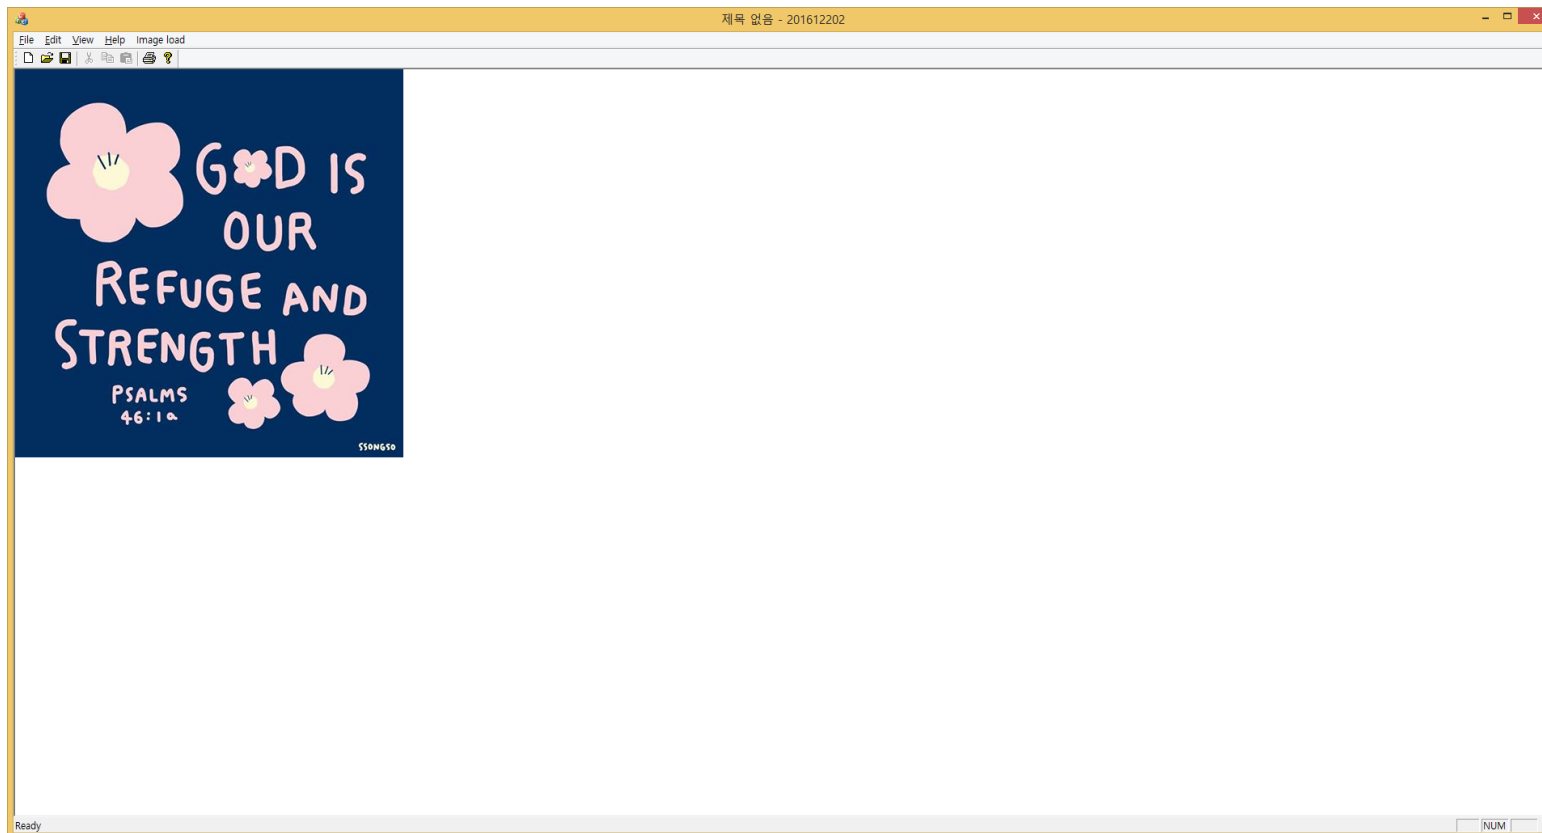 제목 없음 - 201612202
File Edit View Help Image load
GOD IS
OUR
REFUGE AND
STRENGTH
PSALMS
46:1a
SSONGSO
Ready NUM